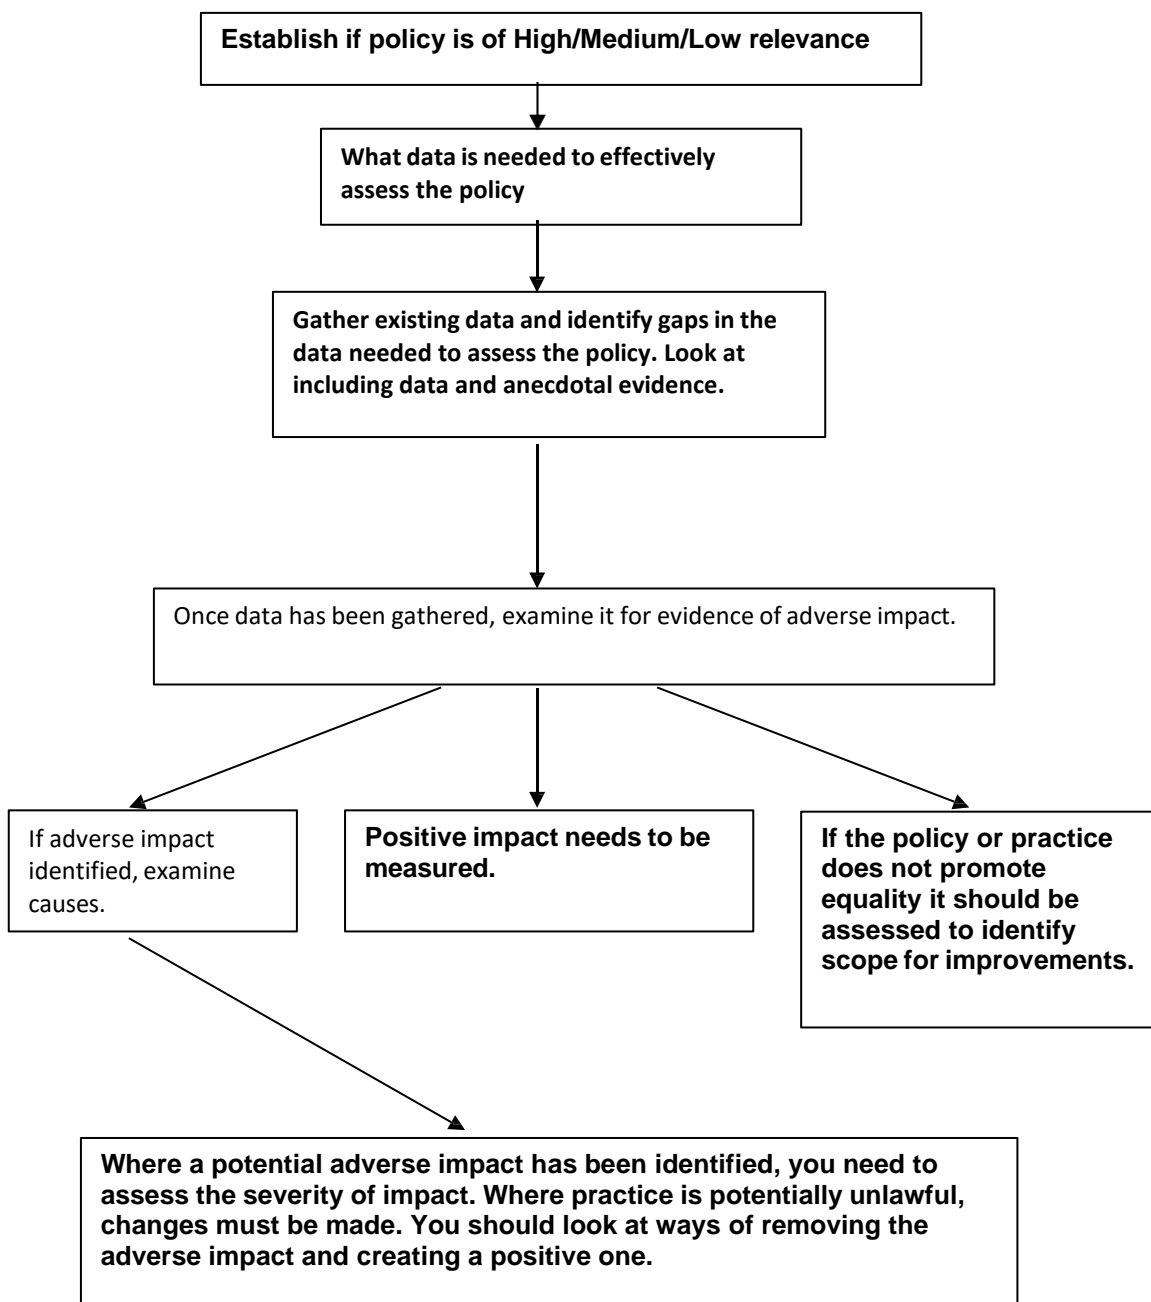 Establish if policy is of High/Medium/Low relevance
What data is needed to effectively
assess the policy
Gather existing data and identify gaps in the
data needed to assess the policy. Look at
including data and anecdotal evidence.
Once data has been gathered, examine it for evidence of adverse impact.
If adverse impact
identified, examine
causes.
Positive impact needs to be
measured.
If the policy or practice
does not promote
equality it should be
assessed to identify
scope for improvements.
Where a potential adverse impact has been identified, you need to
assess the severity of impact. Where practice is potentially unlawful,
changes must be made. You should look at ways of removing the
adverse impact and creating a positive one.